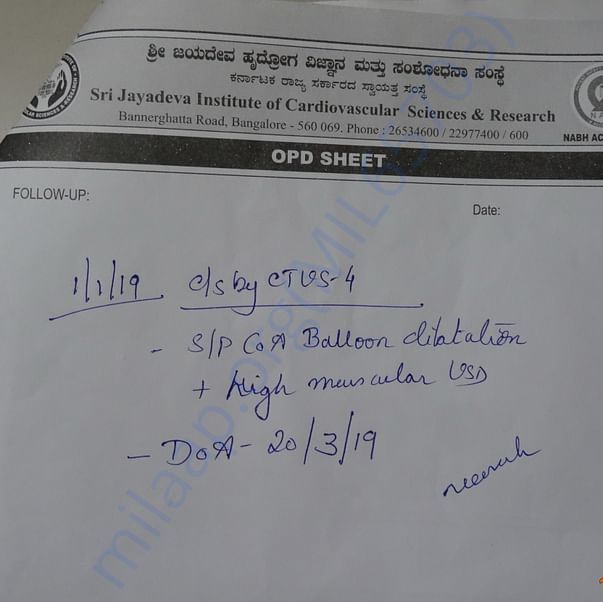 ಶ್ರೀ ಜಯದೇವ ಹೃದ್ರೋಗ ವಿಜ್ಞಾನ ಮತ್ತು ಸಂಶೋಧನಾ ಸಂಸ್ಥೆ
ಕರ್ನಾಟಕ ರಾಜ್ಯ ಸರ್ಕಾರದ ಸ್ವಾಯತ್ತ ಸಂಸ್ಥೆ
Sri Jayadeva Institute of Cardiovascular Sciences & Research
Bannerghatta Road, Bangalore - 560 069. Phone : 26534600 / 22977400 / 600
NABH AC
OPD SHEET
FOLLOW-UP:
Date:
1/1/19 C/s by CTVS-4
- S/P CoA Balloon dilatation
+ High muscular VSD
- DOA - 20/3/19